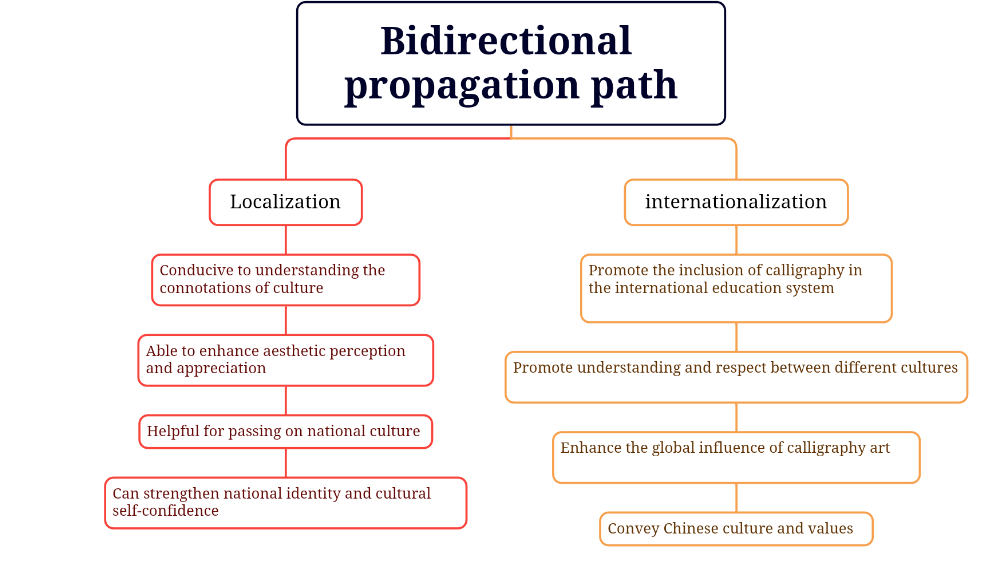 Bidirectional
propagation path
Localization
Conducive to understanding the
connotations of culture
Able to enhance aesthetic perception
and appreciation
Helpful for passing on national culture
Can strengthen national identity and cultural
self-confidence
internationalization
Promote the inclusion of calligraphy in
the international education system
Promote understanding and respect between different cultures
Enhance the global influence of calligraphy art
Convey Chinese culture and values